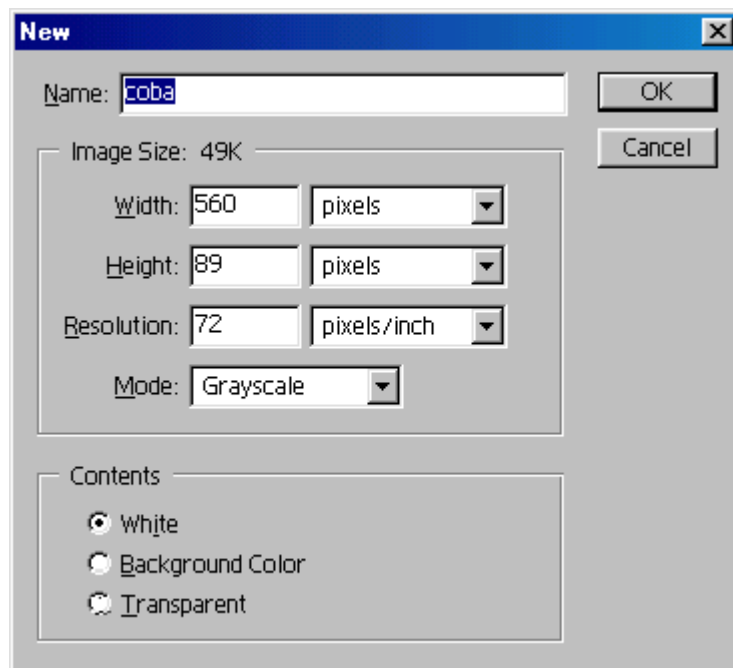 New
Name: coba
OK
Cancel
Image Size: 49K
Width: 560 pixels
Height: 89 pixels
Resolution: 72 pixels/inch
Mode: Grayscale
Contents
White
Background Color
Transparent